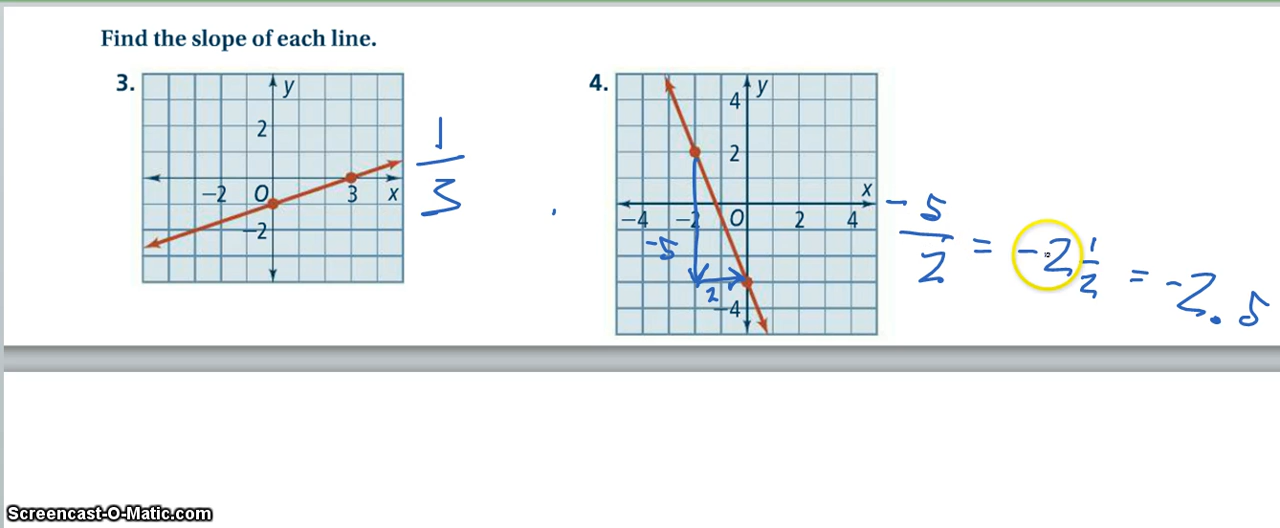 Find the slope of each line.
3.
y
2
−2
O
3
x
−2
1/3
4.
y
4
2
x
−4
−2
O
2
4
−4
-5
2
-5/2 = -2 1/2 = -2.5
Screencast-O-Matic.com